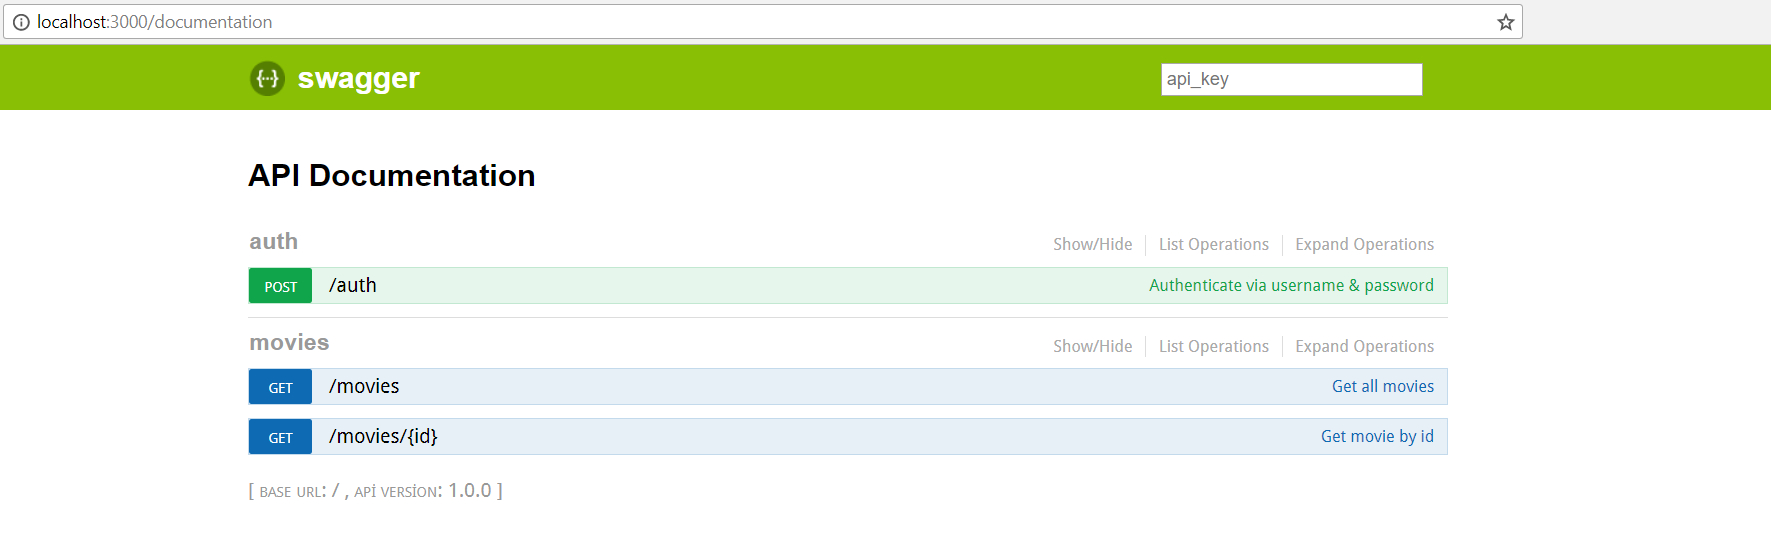 localhost:3000/documentation
{···} swagger api_key
API Documentation
auth Show/Hide List Operations Expand Operations
POST /auth Authenticate via username & password
movies Show/Hide List Operations Expand Operations
GET /movies Get all movies
GET /movies/{id} Get movie by id
[ BASE URL: / , APİ VERSİON: 1.0.0 ]